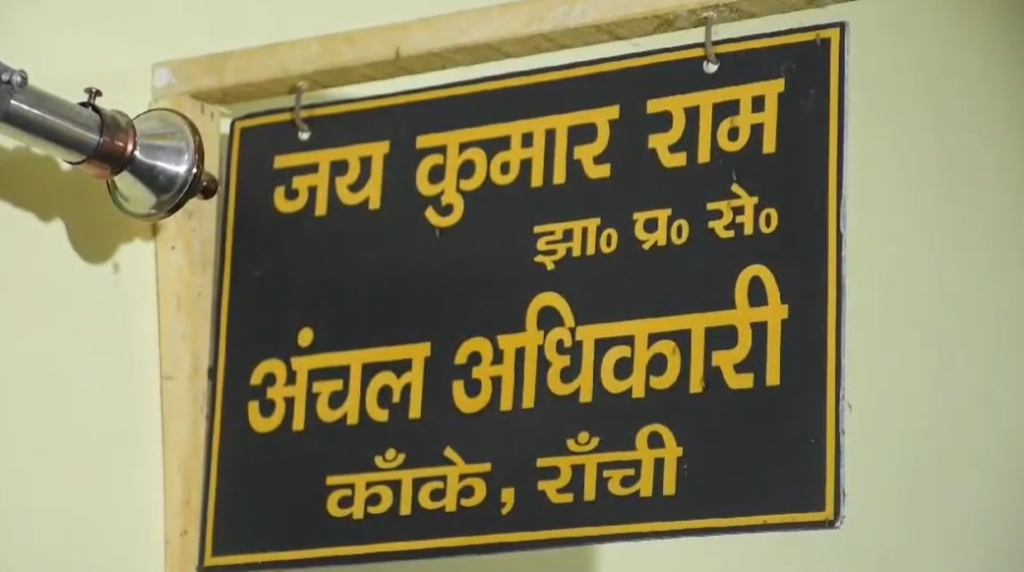 जय कुमार राम
झा० प्र० से०
अंचल अधिकारी
काँके, राँची